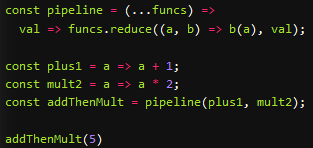 const pipeline = (...funcs) =>
  val => funcs.reduce((a, b) => b(a), val);

const plus1 = a => a + 1;
const mult2 = a => a * 2;
const addThenMult = pipeline(plus1, mult2);

addThenMult(5)